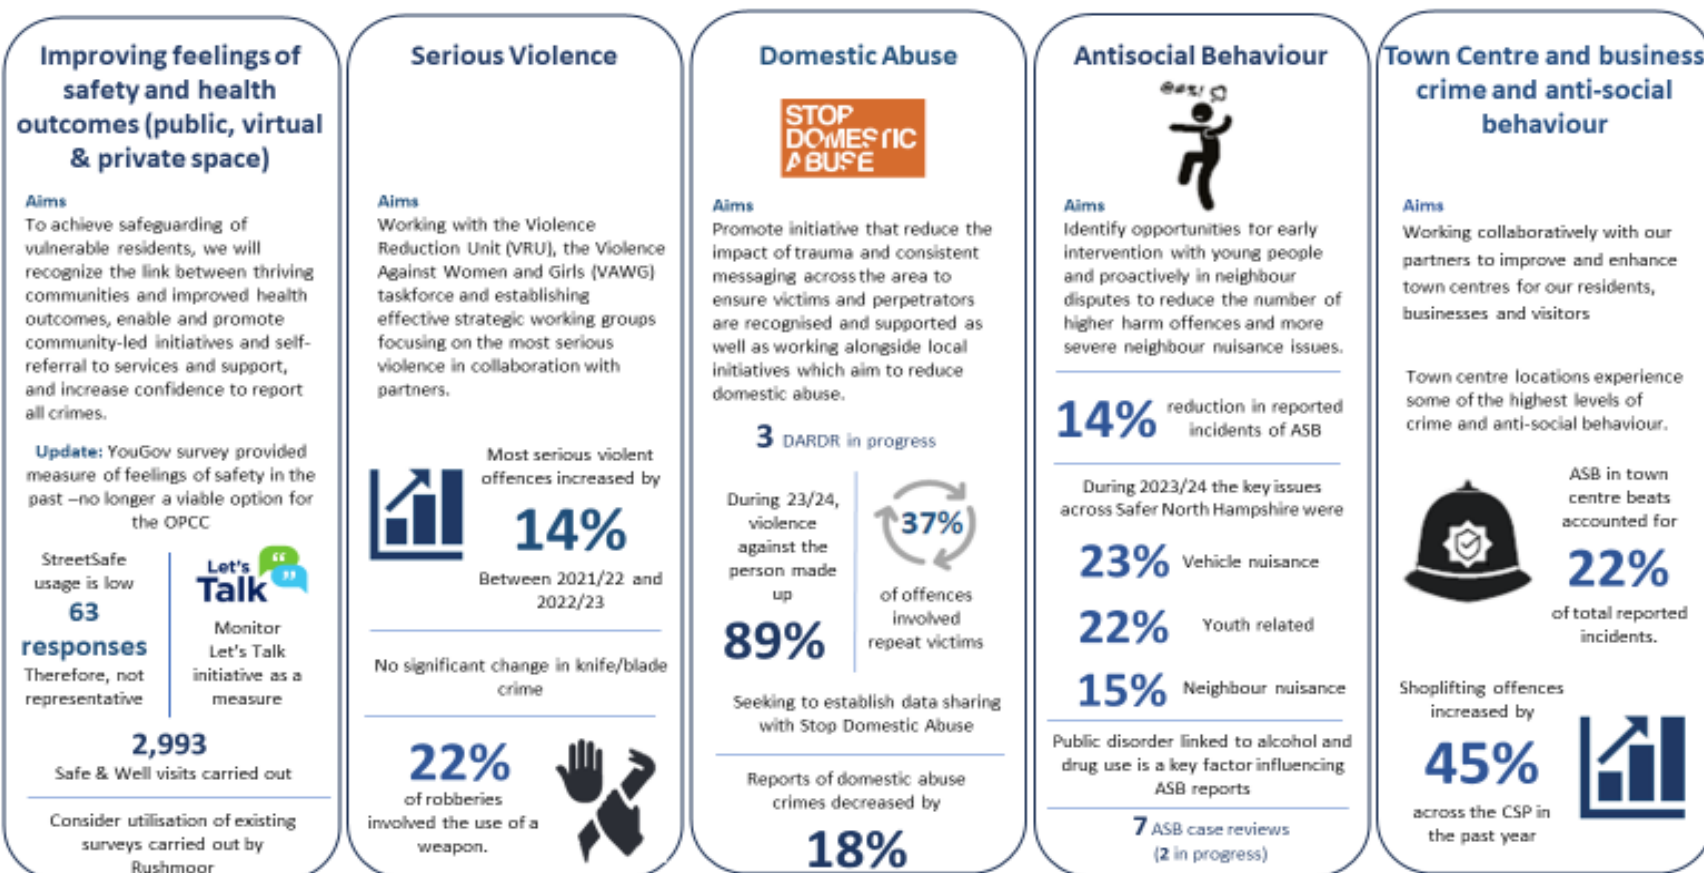 Improving feelings of
safety and health
outcomes (public, virtual
& private space)
Aims
To achieve safeguarding of
vulnerable residents, we will
recognize the link between thriving
communities and improved health
outcomes, enable and promote
community-led initiatives and self-
referral to services and support,
and increase confidence to report
all crimes.
Update: YouGov survey provided
measure of feelings of safety in the
past –no longer a viable option for
the OPCC
StreetSafe
usage is low
63
responses
Therefore, not
representative
Let's
Talk
Monitor
Let's Talk
initiative as a
measure
2,993
Safe & Well visits carried out
Consider utilisation of existing
surveys carried out by
Rushmoor
Serious Violence
Aims
Working with the Violence
Reduction Unit (VRU), the Violence
Against Women and Girls (VAWG)
taskforce and establishing
effective strategic working groups
focusing on the most serious
violence in collaboration with
partners.
Most serious violent
offences increased by
14%
Between 2021/22 and
2022/23
No significant change in knife/blade
crime
22%
of robberies
involved the use of a
weapon.
Domestic Abuse
STOP
DOMESTIC
ABUSE
Aims
Promote initiative that reduce the
impact of trauma and consistent
messaging across the area to
ensure victims and perpetrators
are recognised and supported as
well as working alongside local
initiatives which aim to reduce
domestic abuse.
3 DARDR in progress
During 23/24,
violence
against the
person made
up
89%
37%
of offences
involved
repeat victims
Seeking to establish data sharing
with Stop Domestic Abuse
Reports of domestic abuse
crimes decreased by
18%
Antisocial Behaviour
@#*!
Aims
Identify opportunities for early
intervention with young people
and proactively in neighbour
disputes to reduce the number of
higher harm offences and more
severe neighbour nuisance issues.
14% reduction in reported
incidents of ASB
During 2023/24 the key issues
across Safer North Hampshire were
23% Vehicle nuisance
22% Youth related
15% Neighbour nuisance
Public disorder linked to alcohol and
drug use is a key factor influencing
ASB reports
7 ASB case reviews
(2 in progress)
Town Centre and business
crime and anti-social
behaviour
Aims
Working collaboratively with our
partners to improve and enhance
town centres for our residents,
businesses and visitors
Town centre locations experience
some of the highest levels of
crime and anti-social behaviour.
ASB in town
centre beats
accounted for
22%
of total reported
incidents.
Shoplifting offences
increased by
45%
across the CSP in
the past year